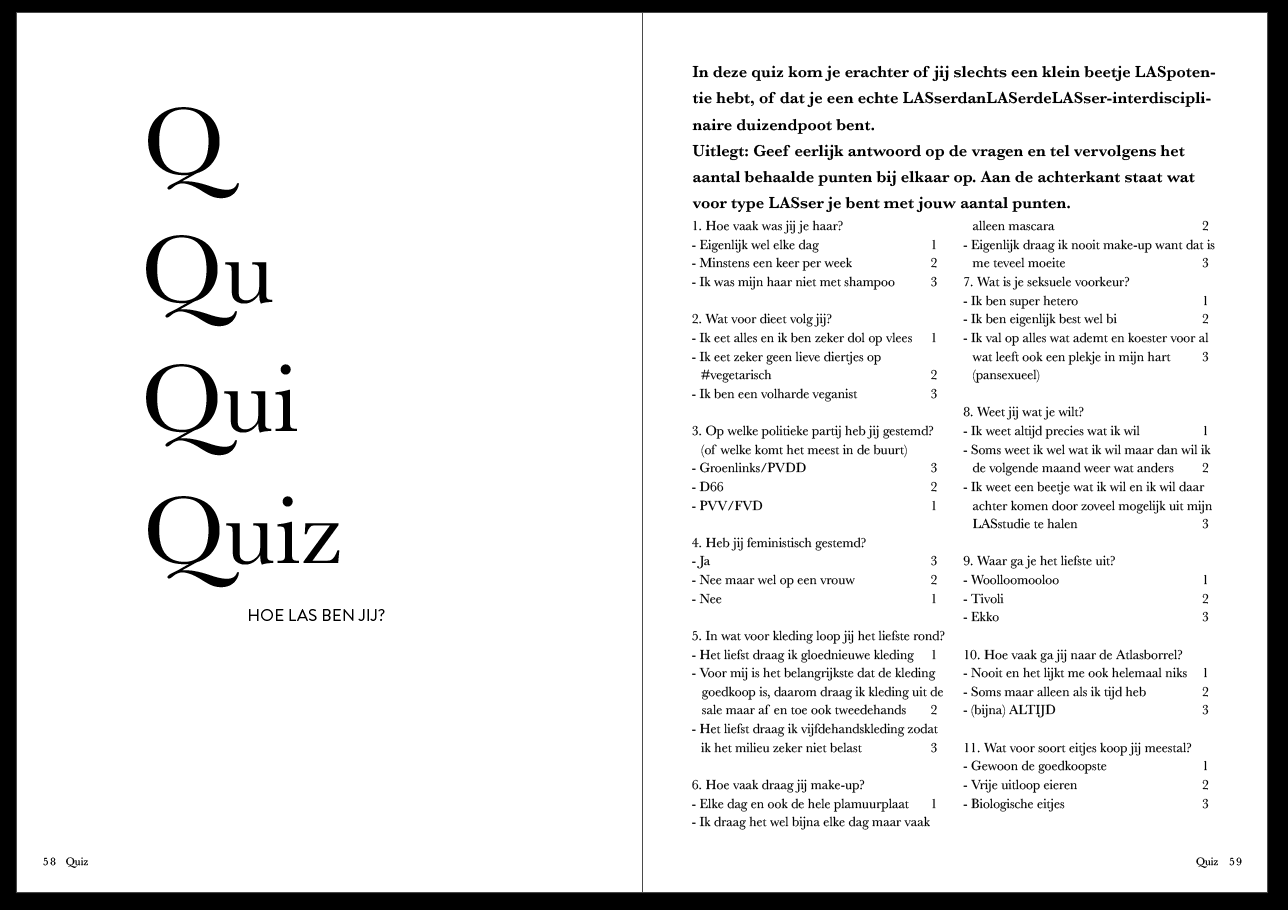 Q
Qu
Qui
Quiz
HOE LAS BEN JIJ?
58 Quiz
In deze quiz kom je erachter of jij slechts een klein beetje LASpoten-
tie hebt, of dat je een echte LASserdanLASerdeLASser-interdiscipli-
naire duizendpoot bent.
Uitlegt: Geef eerlijk antwoord op de vragen en tel vervolgens het
aantal behaalde punten bij elkaar op. Aan de achterkant staat wat
voor type LASser je bent met jouw aantal punten.
1. Hoe vaak was jij je haar?
- Eigenlijk wel elke dag 1
- Minstens een keer per week 2
- Ik was mijn haar niet met shampoo 3
2. Wat voor dieet volg jij?
- Ik eet alles en ik ben zeker dol op vlees 1
- Ik eet zeker geen lieve diertjes op
#vegetarisch 2
- Ik ben een volharde veganist 3
3. Op welke politieke partij heb jij gestemd?
(of welke komt het meest in de buurt)
- Groenlinks/PVDD 3
- D66 2
- PVV/FVD 1
4. Heb jij feministisch gestemd?
- Ja 3
- Nee maar wel op een vrouw 2
- Nee 1
5. In wat voor kleding loop jij het liefste rond?
- Het liefst draag ik gloednieuwe kleding 1
- Voor mij is het belangrijkste dat de kleding
goedkoop is, daarom draag ik kleding uit de
sale maar af en toe ook tweedehands 2
- Het liefst draag ik vijfdehandskleding zodat
ik het milieu zeker niet belast 3
6. Hoe vaak draag jij make-up?
- Elke dag en ook de hele plamuurplaat 1
- Ik draag het wel bijna elke dag maar vaak
alleen mascara 2
- Eigenlijk draag ik nooit make-up want dat is
me teveel moeite 3
7. Wat is je seksuele voorkeur?
- Ik ben super hetero 1
- Ik ben eigenlijk best wel bi 2
- Ik val op alles wat ademt en koester voor al
wat leeft ook een plekje in mijn hart 3
(pansexueel)
8. Weet jij wat je wilt?
- Ik weet altijd precies wat ik wil 1
- Soms weet ik wel wat ik wil maar dan wil ik
de volgende maand weer wat anders 2
- Ik weet een beetje wat ik wil en ik wil daar
achter komen door zoveel mogelijk uit mijn
LASstudie te halen 3
9. Waar ga je het liefste uit?
- Woolloomooloo 1
- Tivoli 2
- Ekko 3
10. Hoe vaak ga jij naar de Atlasborrel?
- Nooit en het lijkt me ook helemaal niks 1
- Soms maar alleen als ik tijd heb 2
- (bijna) ALTIJD 3
11. Wat voor soort eitjes koop jij meestal?
- Gewoon de goedkoopste 1
- Vrije uitloop eieren 2
- Biologische eitjes 3
Quiz 59